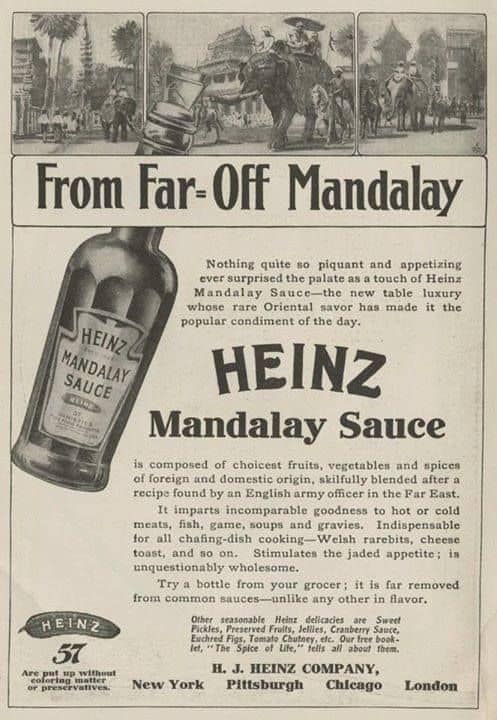 From Far=Off Mandalay
Nothing quite so piquant and appetizing
ever surprised the palate as a touch of Heinz
Mandalay Sauce—the new table luxury
whose rare Oriental savor has made it the
popular condiment of the day.
HEINZ
MANDALAY
SAUCE
HEINZ
57
HEINZ
Mandalay Sauce
is composed of choicest fruits, vegetables and spices
of foreign and domestic origin, skilfully blended after a
recipe found by an English army officer in the Far East.
It imparts incomparable goodness to hot or cold
meats, fish, game, soups and gravies. Indispensable
for all chafing-dish cooking—Welsh rarebits, cheese
toast, and so on. Stimulates the jaded appetite; is
unquestionably wholesome.
Try a bottle from your grocer; it is far removed
from common sauces—unlike any other in flavor.
HEINZ
57
Are put up without
coloring matter
or preservatives.
Other seasonable Heinz delicacies are Sweet
Pickles, Preserved Fruits, Jellies, Cranberry Sauce,
Euchred Figs, Tomato Chutney, etc. Our free book-
let, "The Spice of Life," tells all about them.
H. J. HEINZ COMPANY,
New York Pittsburgh Chicago London